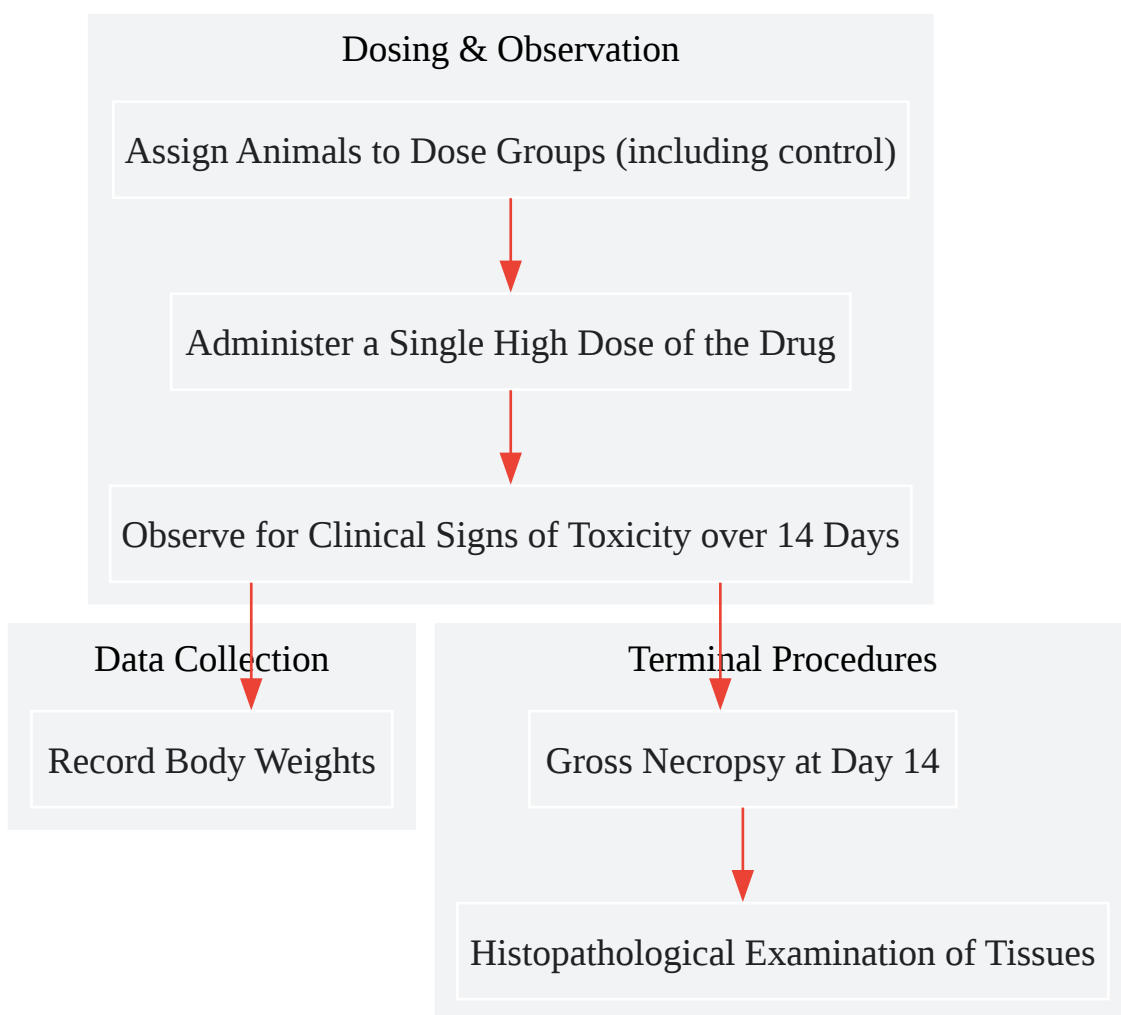 Dosing & Observation
Assign Animals to Dose Groups (including control)
Administer a Single High Dose of the Drug
Observe for Clinical Signs of Toxicity over 14 Days
Data Collection
Record Body Weights
Terminal Procedures
Gross Necropsy at Day 14
Histopathological Examination of Tissues